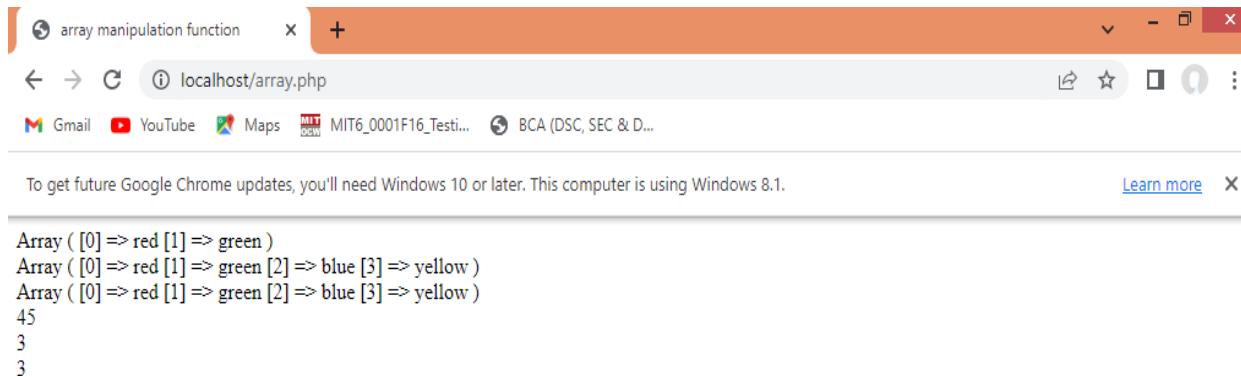 array manipulation function
localhost/array.php
Gmail YouTube Maps MIT OCW MIT6_0001F16_Testi... BCA (DSC, SEC & D...
To get future Google Chrome updates, you'll need Windows 10 or later. This computer is using Windows 8.1. Learn more
Array ( [0] => red [1] => green )
Array ( [0] => red [1] => green [2] => blue [3] => yellow )
Array ( [0] => red [1] => green [2] => blue [3] => yellow )
45
3
3